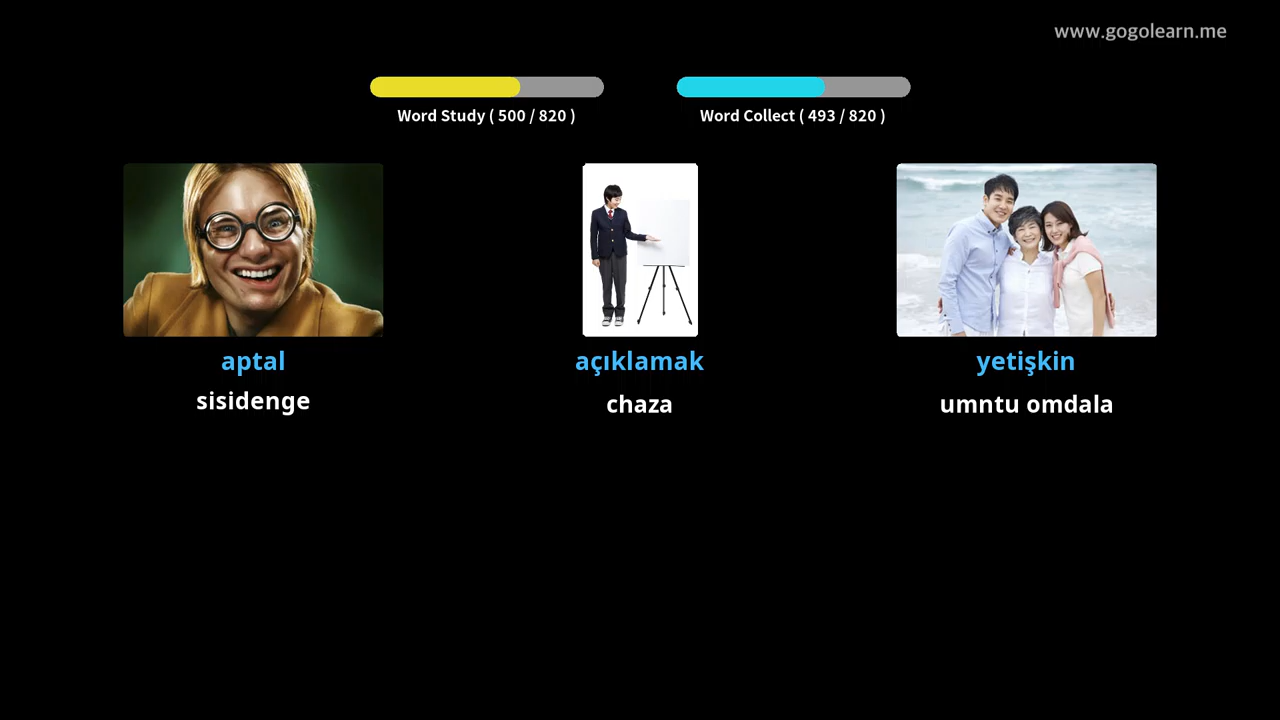 www.gogolearn.me
Word Study ( 500 / 820 )
Word Collect ( 493 / 820 )
aptal
açıklamak
yetişkin
sisidenge
chaza
umntu omdala